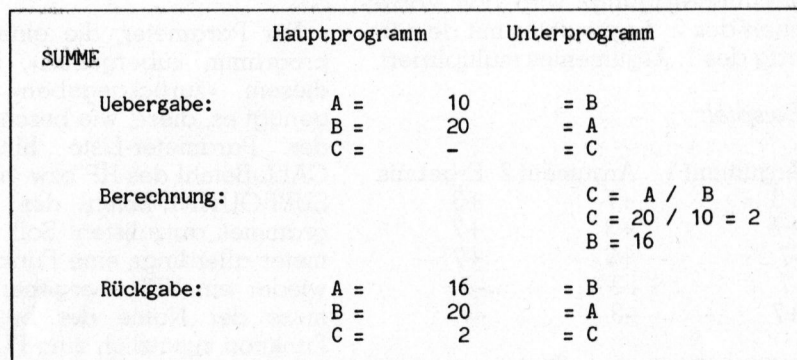 Hauptprogramm Unterprogramm
SUMME
Uebergabe: A = 10 = B
B = 20 = A
C = - = C
Berechnung: C = A / B
C = 20 / 10 = 2
B = 16
Rückgabe: A = 16 = B
B = 20 = A
C = 2 = C